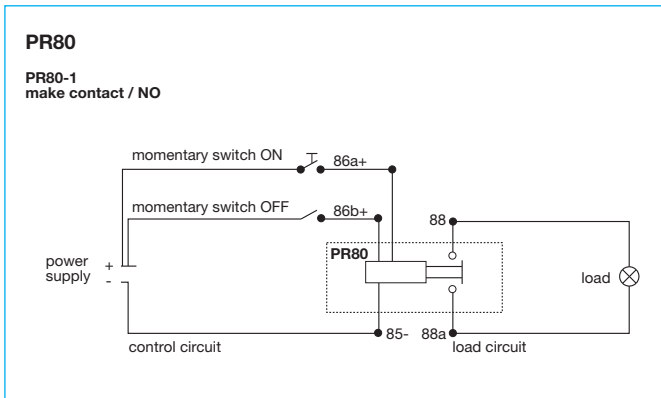 PR80
PR80-1
make contact / NO
momentary switch ON
86a+
momentary switch OFF
86b+
88
PR80
power
supply
+
-
load
85-
88a
control circuit
load circuit